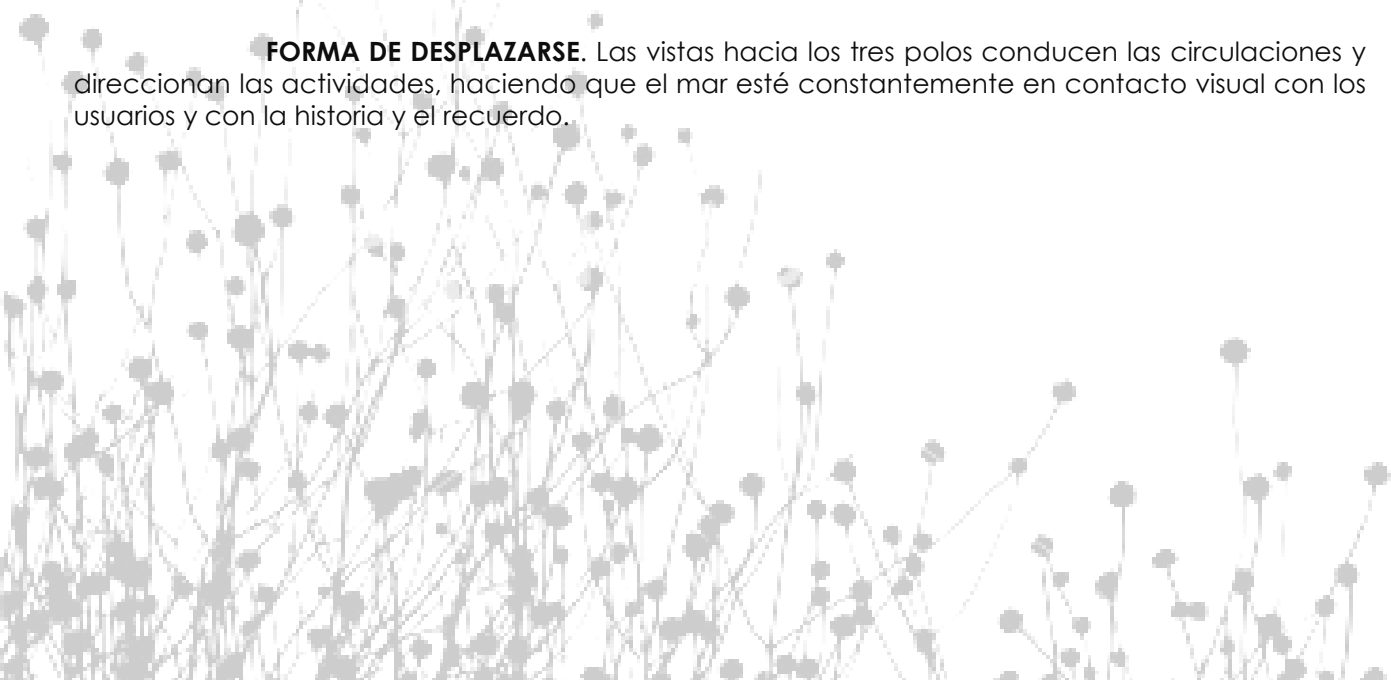 FORMA DE DESPLAZARSE. Las vistas hacia los tres polos conducen las circulaciones y
direccionan las actividades, haciendo que el mar esté constantemente en contacto visual con los
usuarios y con la historia y el recuerdo.